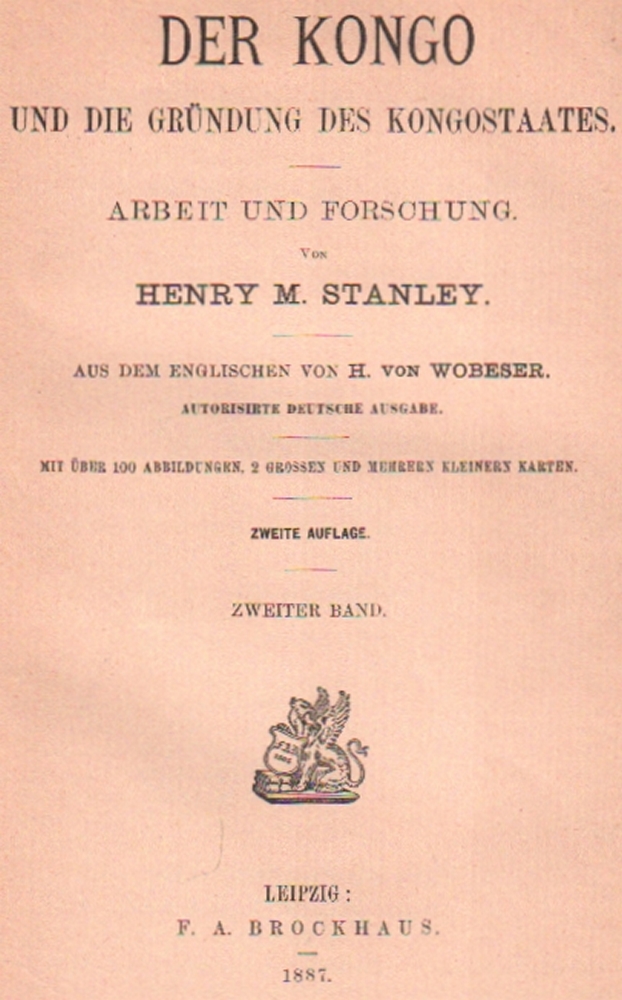 DER KONGO
UND DIE GRÜNDUNG DES KONGOSTAATES.
ARBEIT UND FORSCHUNG.
VON
HENRY M. STANLEY.
AUS DEM ENGLISCHEN VON H. VON WOBESER.
AUTORISIRTE DEUTSCHE AUSGABE.
MIT ÜBER 100 ABBILDUNGEN, 2 GROSSEN UND MEHRERN KLEINERN KARTEN.
ZWEITE AUFLAGE.
ZWEITER BAND.
LEIPZIG:
F. A. BROCKHAUS.
1887.